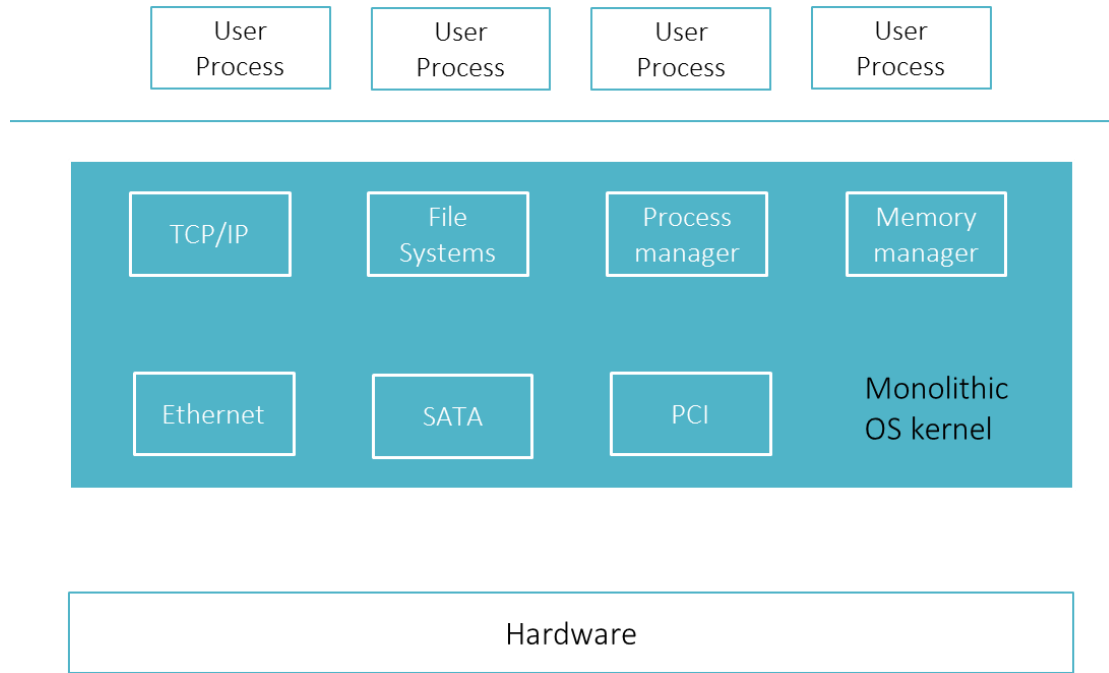 User
Process
User
Process
User
Process
User
Process
TCP/IP
File
Systems
Process
manager
Memory
manager
Ethernet
SATA
PCI
Monolithic
OS kernel
Hardware